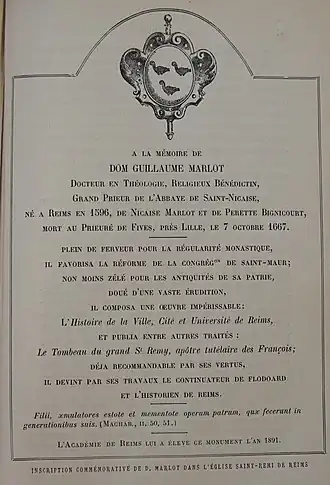 A LA MÉMOIRE DE
DOM GUILLAUME MARLOT
DOCTEUR EN THÉOLOGIE, RELIGIEUX BÉNÉDICTIN,
GRAND PRIEUR DE L'ABBAYE DE SAINT-NICAISE,
NÉ A REIMS EN 1596, DE NICAISE MARLOT ET DE PERETTE BIGNICOURT,
MORT AU PRIEURÉ DE FIVES, PRÈS LILLE, LE 7 OCTOBRE 1667.
PLEIN DE FERVEUR POUR LA RÉGULARITÉ MONASTIQUE,
IL FAVORISA LA RÉFORME DE LA CONGRÉGon DE SAINT-MAUR;
NON MOINS ZÉLÉ POUR LES ANTIQUITÉS DE SA PATRIE,
DOUÉ D'UNE VASTE ÉRUDITION,
IL COMPOSA UNE ŒUVRE IMPÉRISSABLE:
L'Histoire de la Ville, Cité et Université de Reims,
ET PUBLIA ENTRE AUTRES TRAITÉS:
Le Tombeau du grand St Remy, apôtre tutélaire des François;
DÉJA RECOMMANDABLE PAR SES VERTUS,
IL DEVINT PAR SES TRAVAUX LE CONTINUATEUR DE FLODOARD
ET L'HISTORIEN DE REIMS.
Filii, æmulatores estote et mementote operum patrum, quæ fecerunt in
generationibus suis. (MACHAB., II, 50, 51.)
L'ACADÉMIE DE REIMS LUI A ÉLEVÉ CE MONUMENT L'AN 1891.
INSCRIPTION COMMÉMORATIVE DE D. MARLOT DANS L'ÉGLISE SAINT-REMI DE REIMS